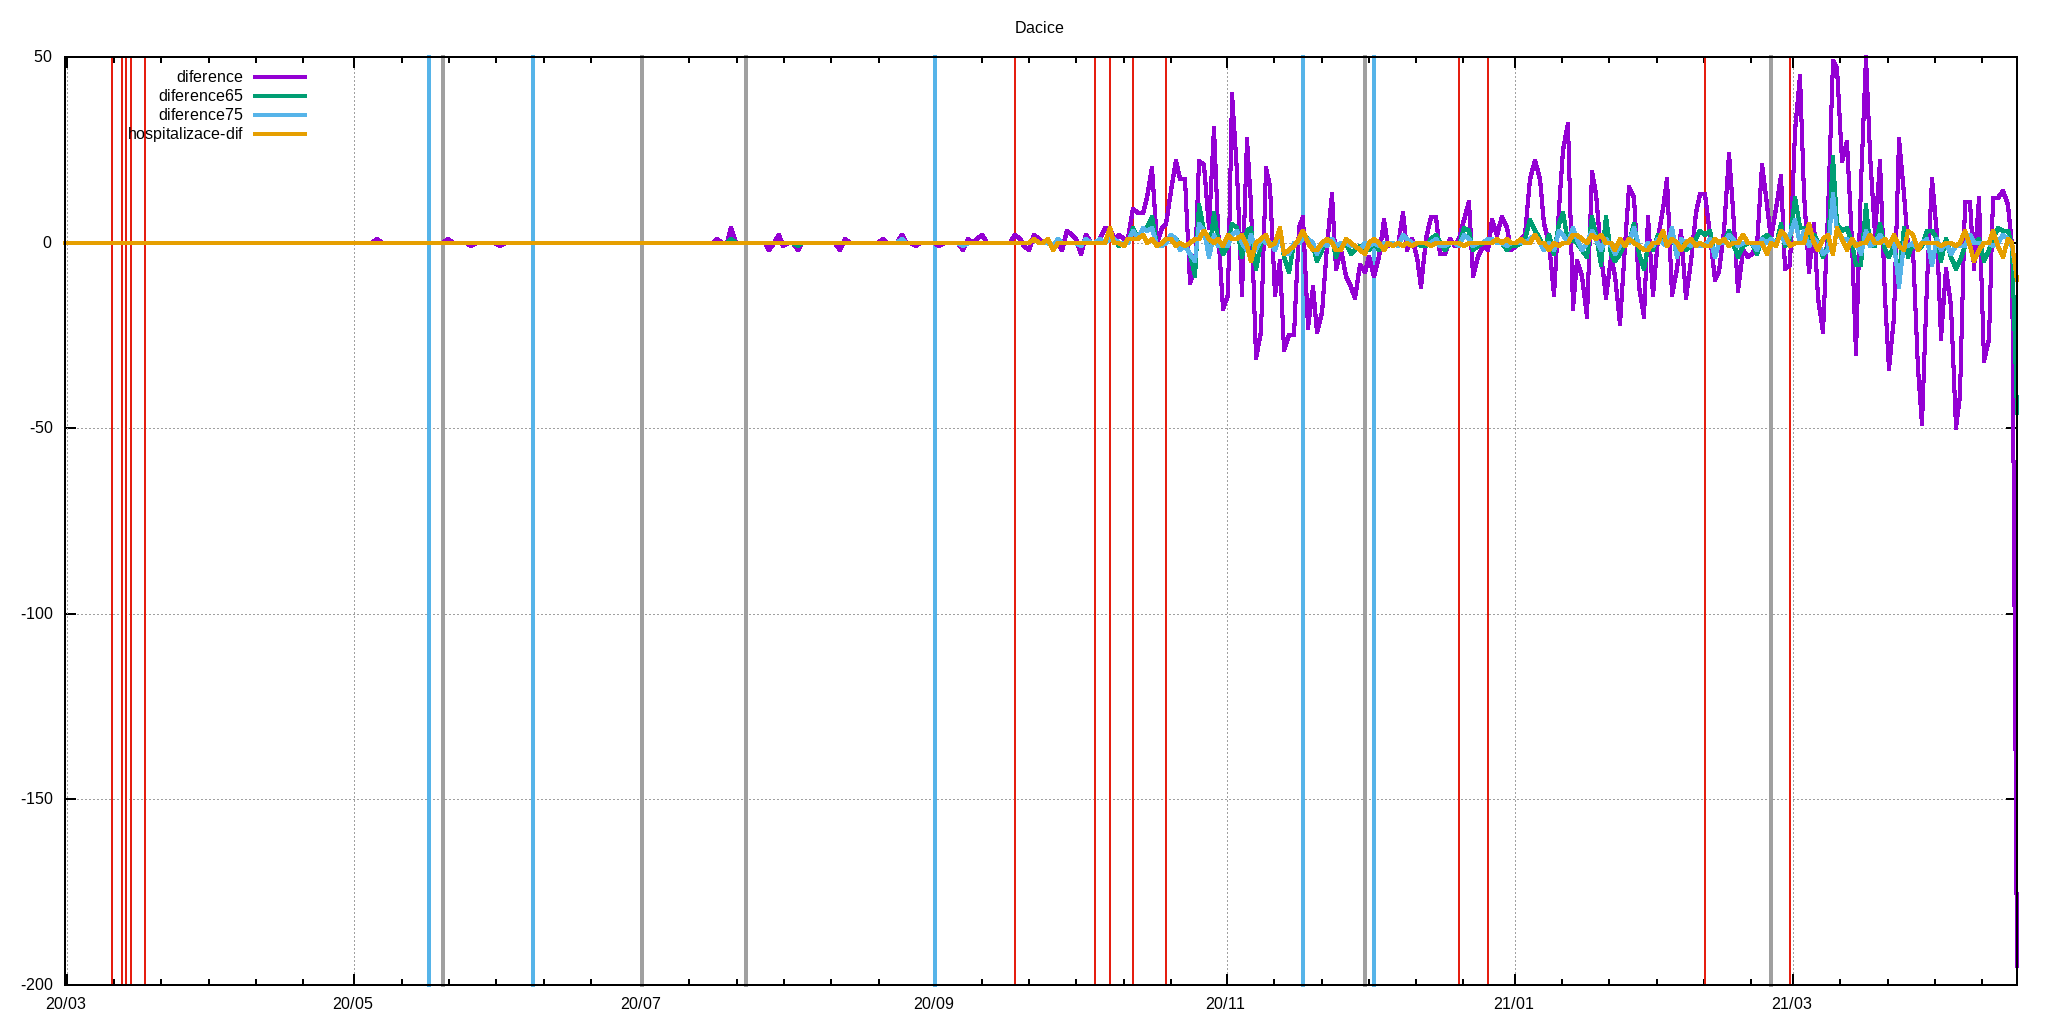 Dacice
50
diference
diference65
diference75
hospitalizace-dif
0
-50
-100
-150
-200
20/03 20/05 20/07 20/09 20/11 21/01 21/03